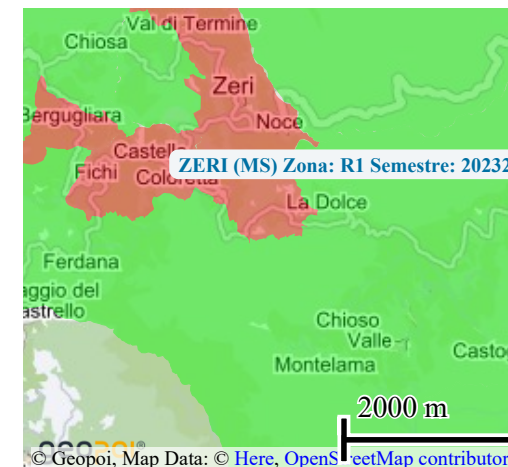 Val di Termine
Chiosa
Zeri
Bergugliara
Noce
Castello
ZERI (MS) Zona: R1 Semestre: 20232
Fichi
Coloretta
La Dolce
Ferdana
aggio del
astrello
Chioso
Valle
Montelama
Casto
2000 m
GEOPOI®
© Geopoi, Map Data: © Here, OpenStreetMap contributor